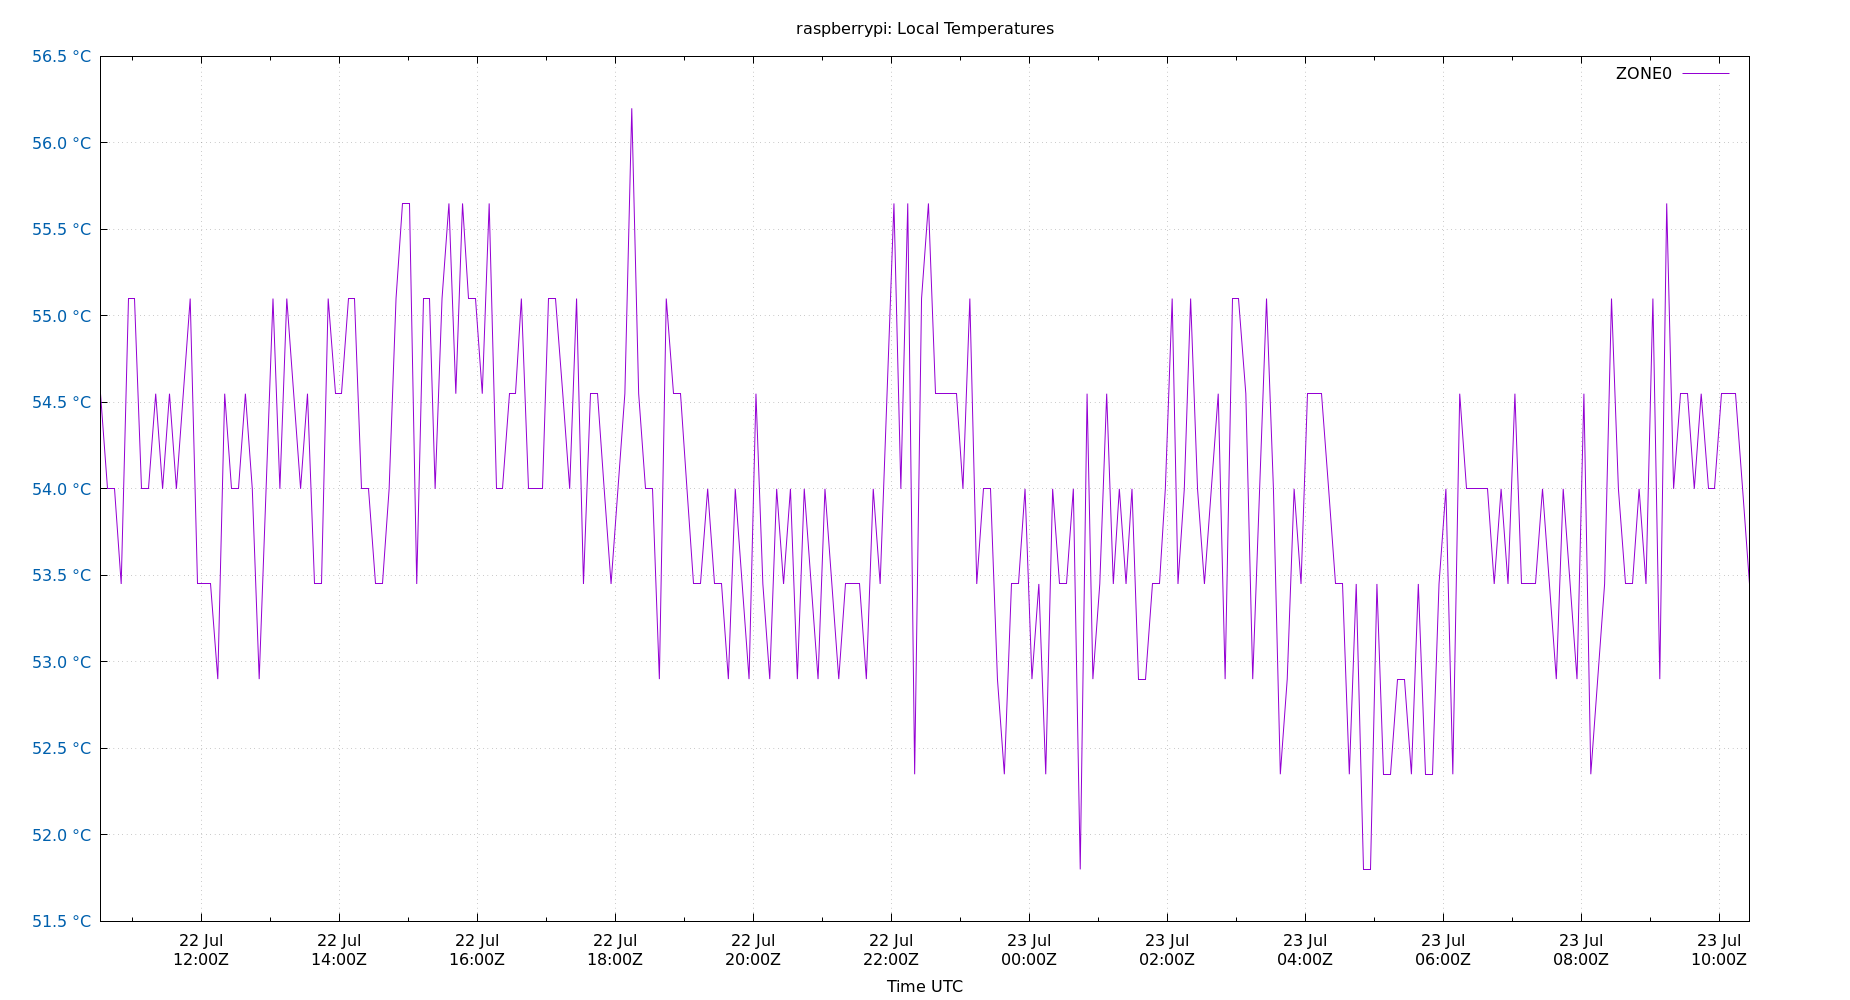 raspberrypi: Local Temperatures
56.5 °C
ZONE0
56.0 °C
55.5 °C
55.0 °C
54.5 °C
54.0 °C
53.5 °C
53.0 °C
52.5 °C
52.0 °C
51.5 °C
22 Jul 22 Jul 22 Jul 22 Jul 22 Jul 22 Jul 23 Jul 23 Jul 23 Jul 23 Jul 23 Jul 23 Jul
12:00Z 14:00Z 16:00Z 18:00Z 20:00Z 22:00Z 00:00Z 02:00Z 04:00Z 06:00Z 08:00Z 10:00Z
Time UTC